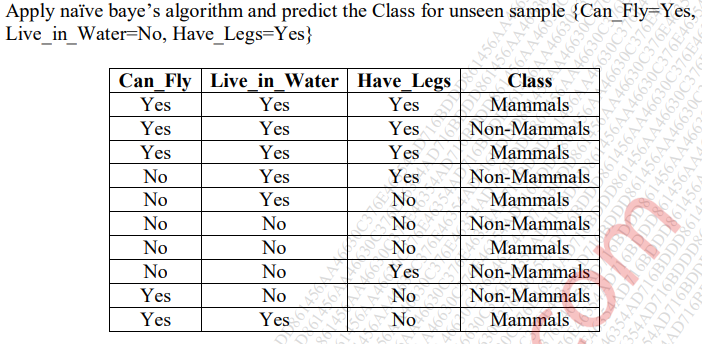 Apply naïve baye’s algorithm and predict the Class for unseen sample {Can_Fly=Yes,
Live_in_Water=No, Have_Legs=Yes}
Can_Fly Live_in_Water Have_Legs Class
Yes Yes Yes Mammals
Yes Yes Yes Non-Mammals
Yes Yes Yes Mammals
No Yes Yes Non-Mammals
No Yes No Mammals
No No No Non-Mammals
No No No Mammals
No No Yes Non-Mammals
Yes No No Non-Mammals
Yes Yes No Mammals
com